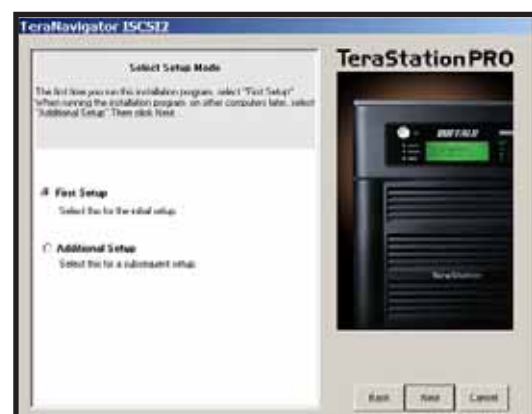 TeraNavigator ISCSI2
Select Setup Mode
The first time you run this installation program, select "First Setup"
When running the installation program on other computers later, select
"Additional Setup". Then click Next.
First Setup
Select this for the initial setup.
Additional Setup
Select this for a subsequent setup.
TeraStation PRO
BUFFALO
TeraStation
Back
Next
Cancel